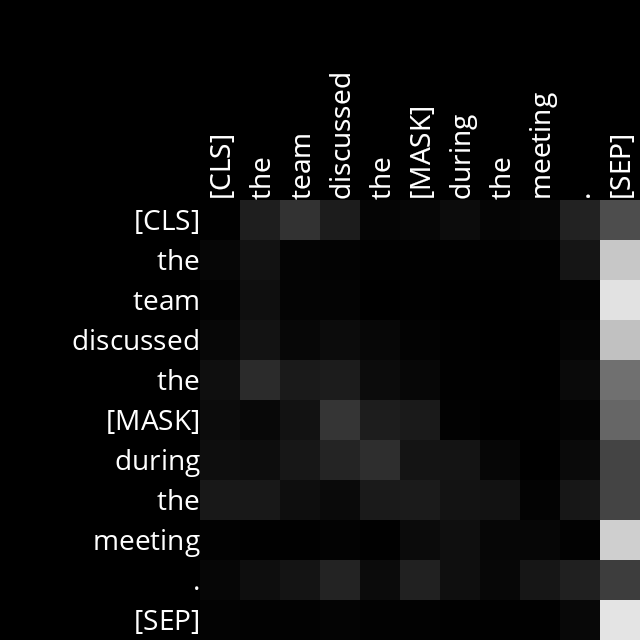 [CLS] the team discussed the [MASK] during the meeting . [SEP]
[CLS]
the
team
discussed
the
[MASK]
during
the
meeting
.
[SEP]